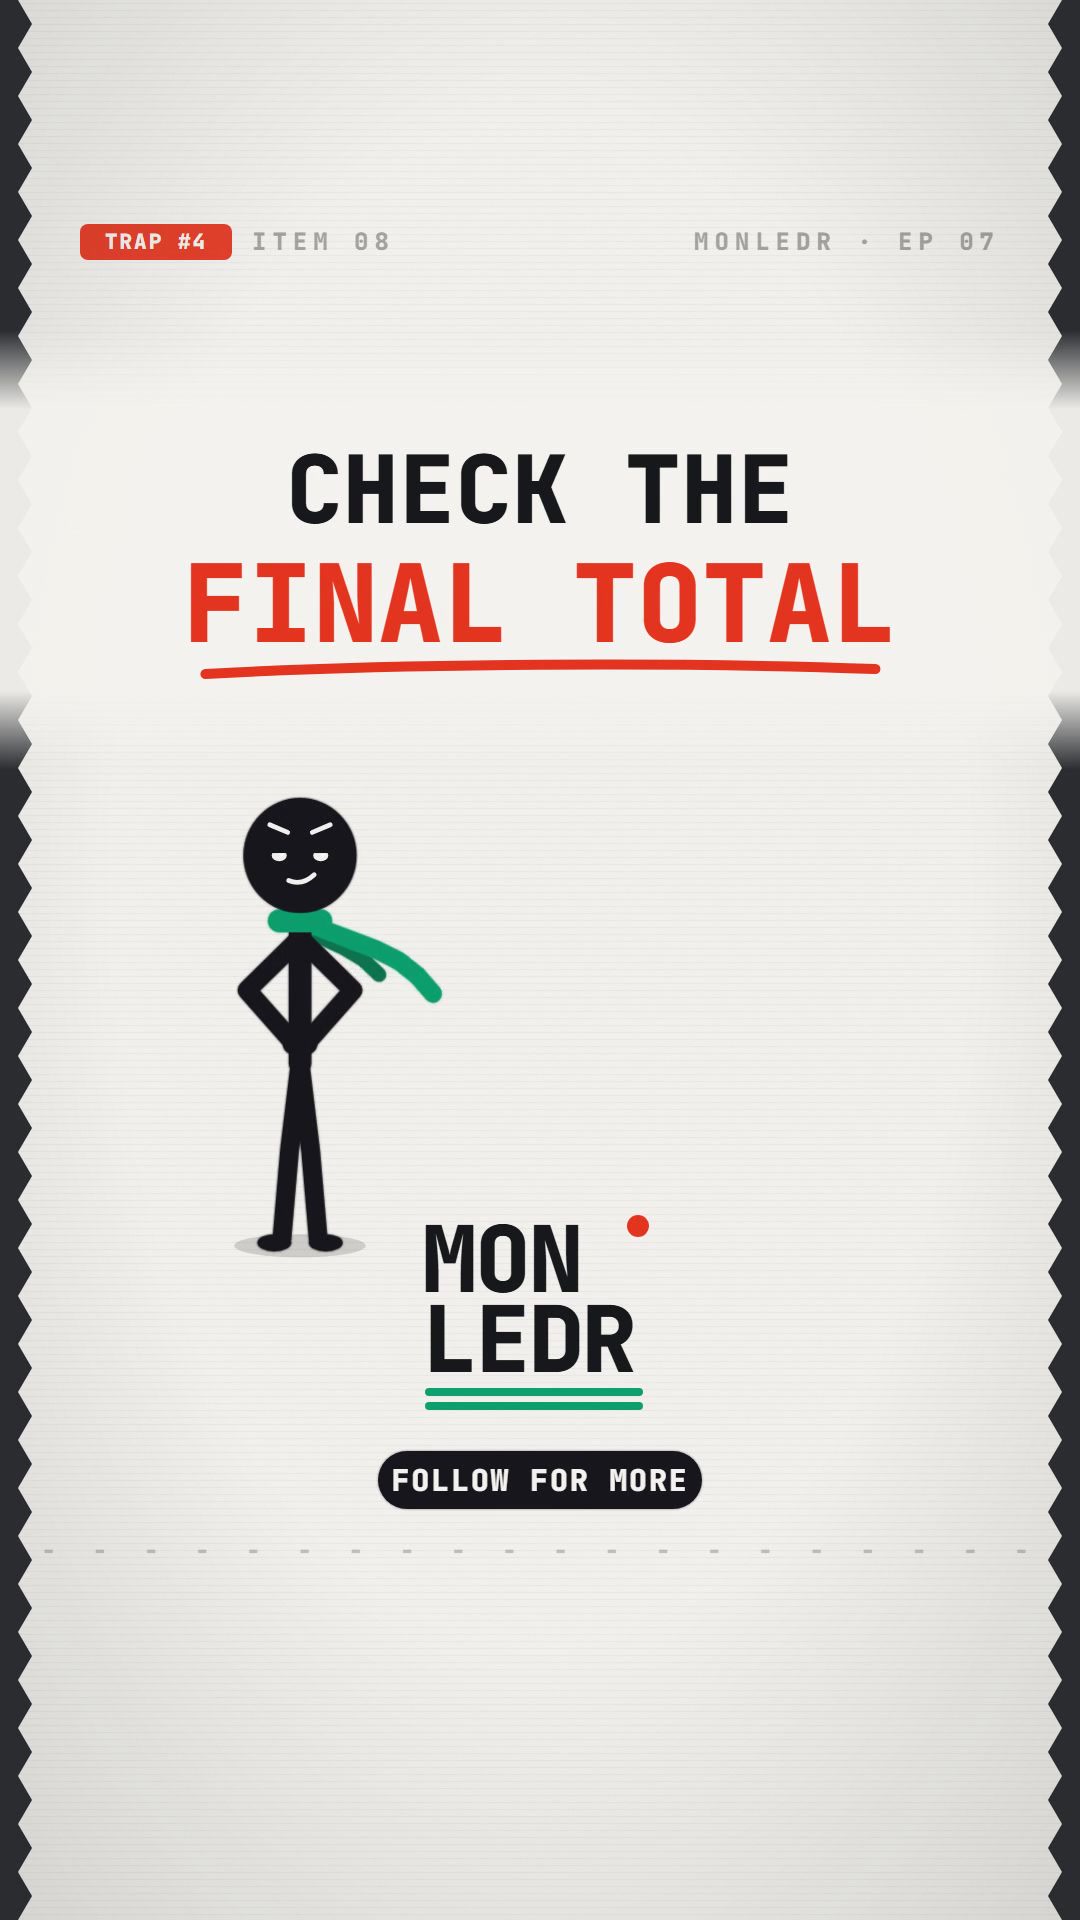 TRAP #4 ITEM 08 MONLEDR · EP 07
CHECK THE
FINAL TOTAL
MON
LEDR
FOLLOW FOR MORE